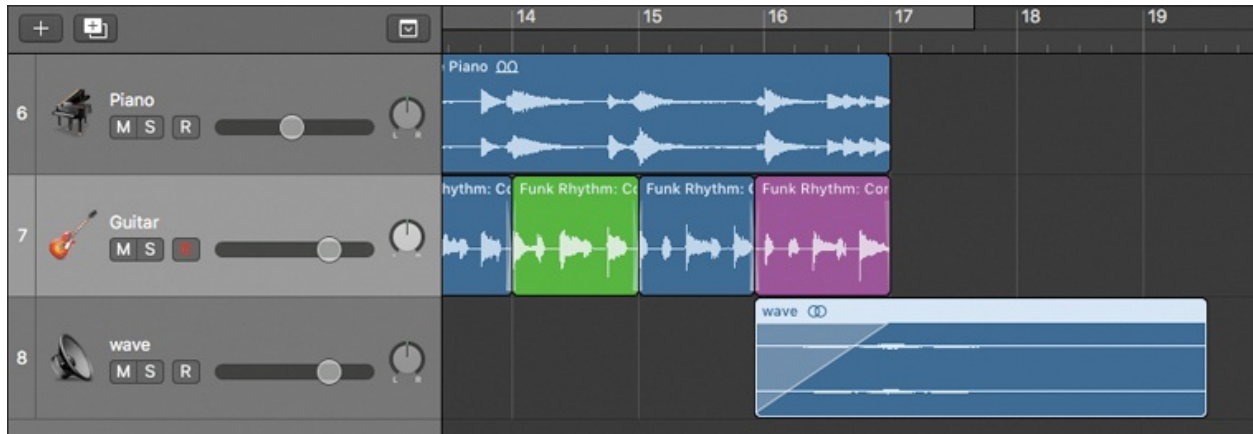 14 15 16 17 18 19
6 Piano
M S R
L R
Piano
7 Guitar
M S R
hythm: Co Funk Rhythm: Co Funk Rhythm: C Funk Rhythm: Cor
8 wave
M S R
L R
wave